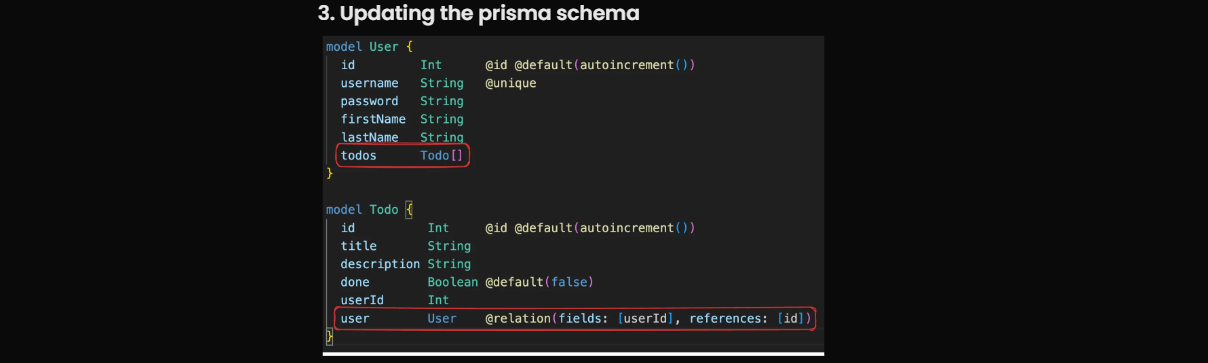 3. Updating the prisma schema
model User {
id Int @id @default(autoincrement())
username String @unique
password String
firstName String
lastName String
todos Todo[]
}
model Todo {
id Int @id @default(autoincrement())
title String
description String
done Boolean @default(false)
userId Int
user User @relation(fields: [userId], references: [id])
}